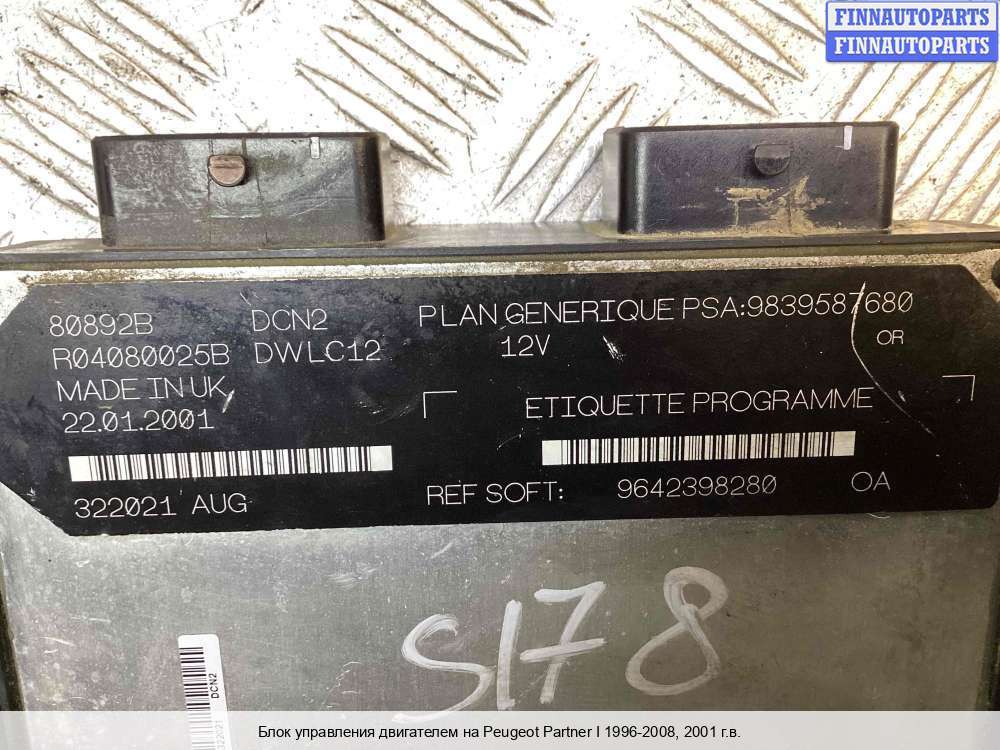 FINNAUTOPARTS
FINNAUTOPARTS
80892B DCN2 PLAN GENERIQUE PSA:9839587680
R04080025B DWLC12 12V OR
MADE IN UK
22.01.2001 ETIQUETTE PROGRAMME
322021 AUG REF SOFT: 9642398280 OA
S178
DCN2
322021
Блок управления двигателем на Peugeot Partner I 1996-2008, 2001 г.в.